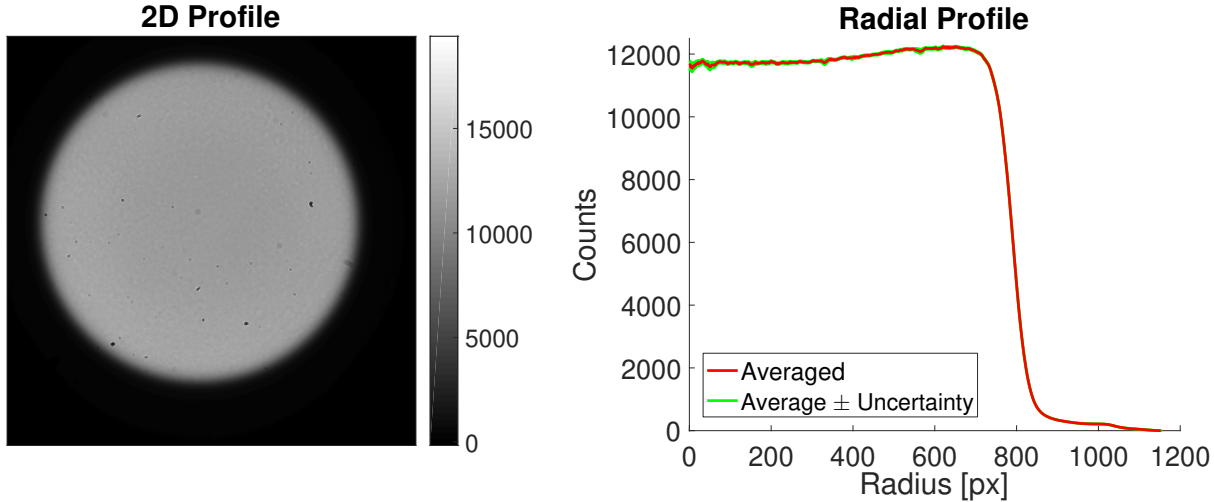 2D Profile
15000
10000
5000
0
Radial Profile
12000
10000
8000
6000
4000
2000
0
Counts
Averaged
Average ± Uncertainty
0 200 400 600 800 1000 1200
Radius [px]